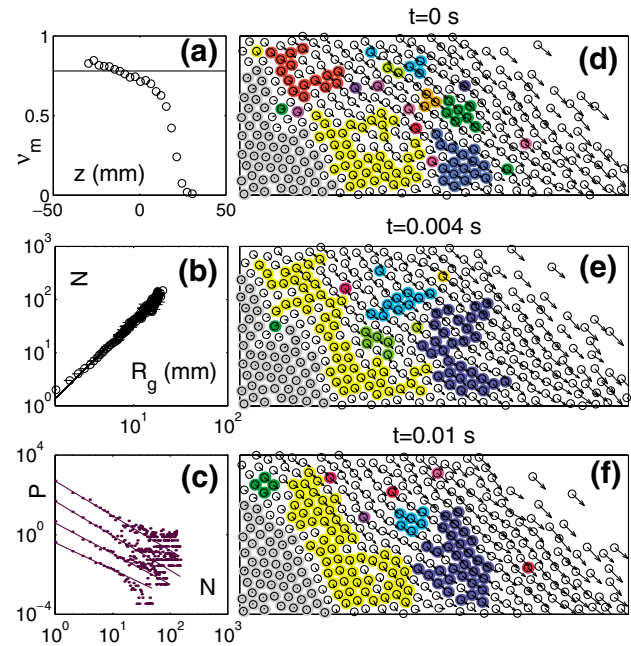 t=0 s
1
(a)
(d)
0.5
ν_m
z (mm)
0
−50
0
50
t=0.004 s
10^3
N
(b)
(e)
10^2
10^1
R_g (mm)
10^0
10^1
10^2
t=0.01 s
10^4
P
(c)
(f)
10^0
N
10^−4
10^0
10^1
10^2
10^3